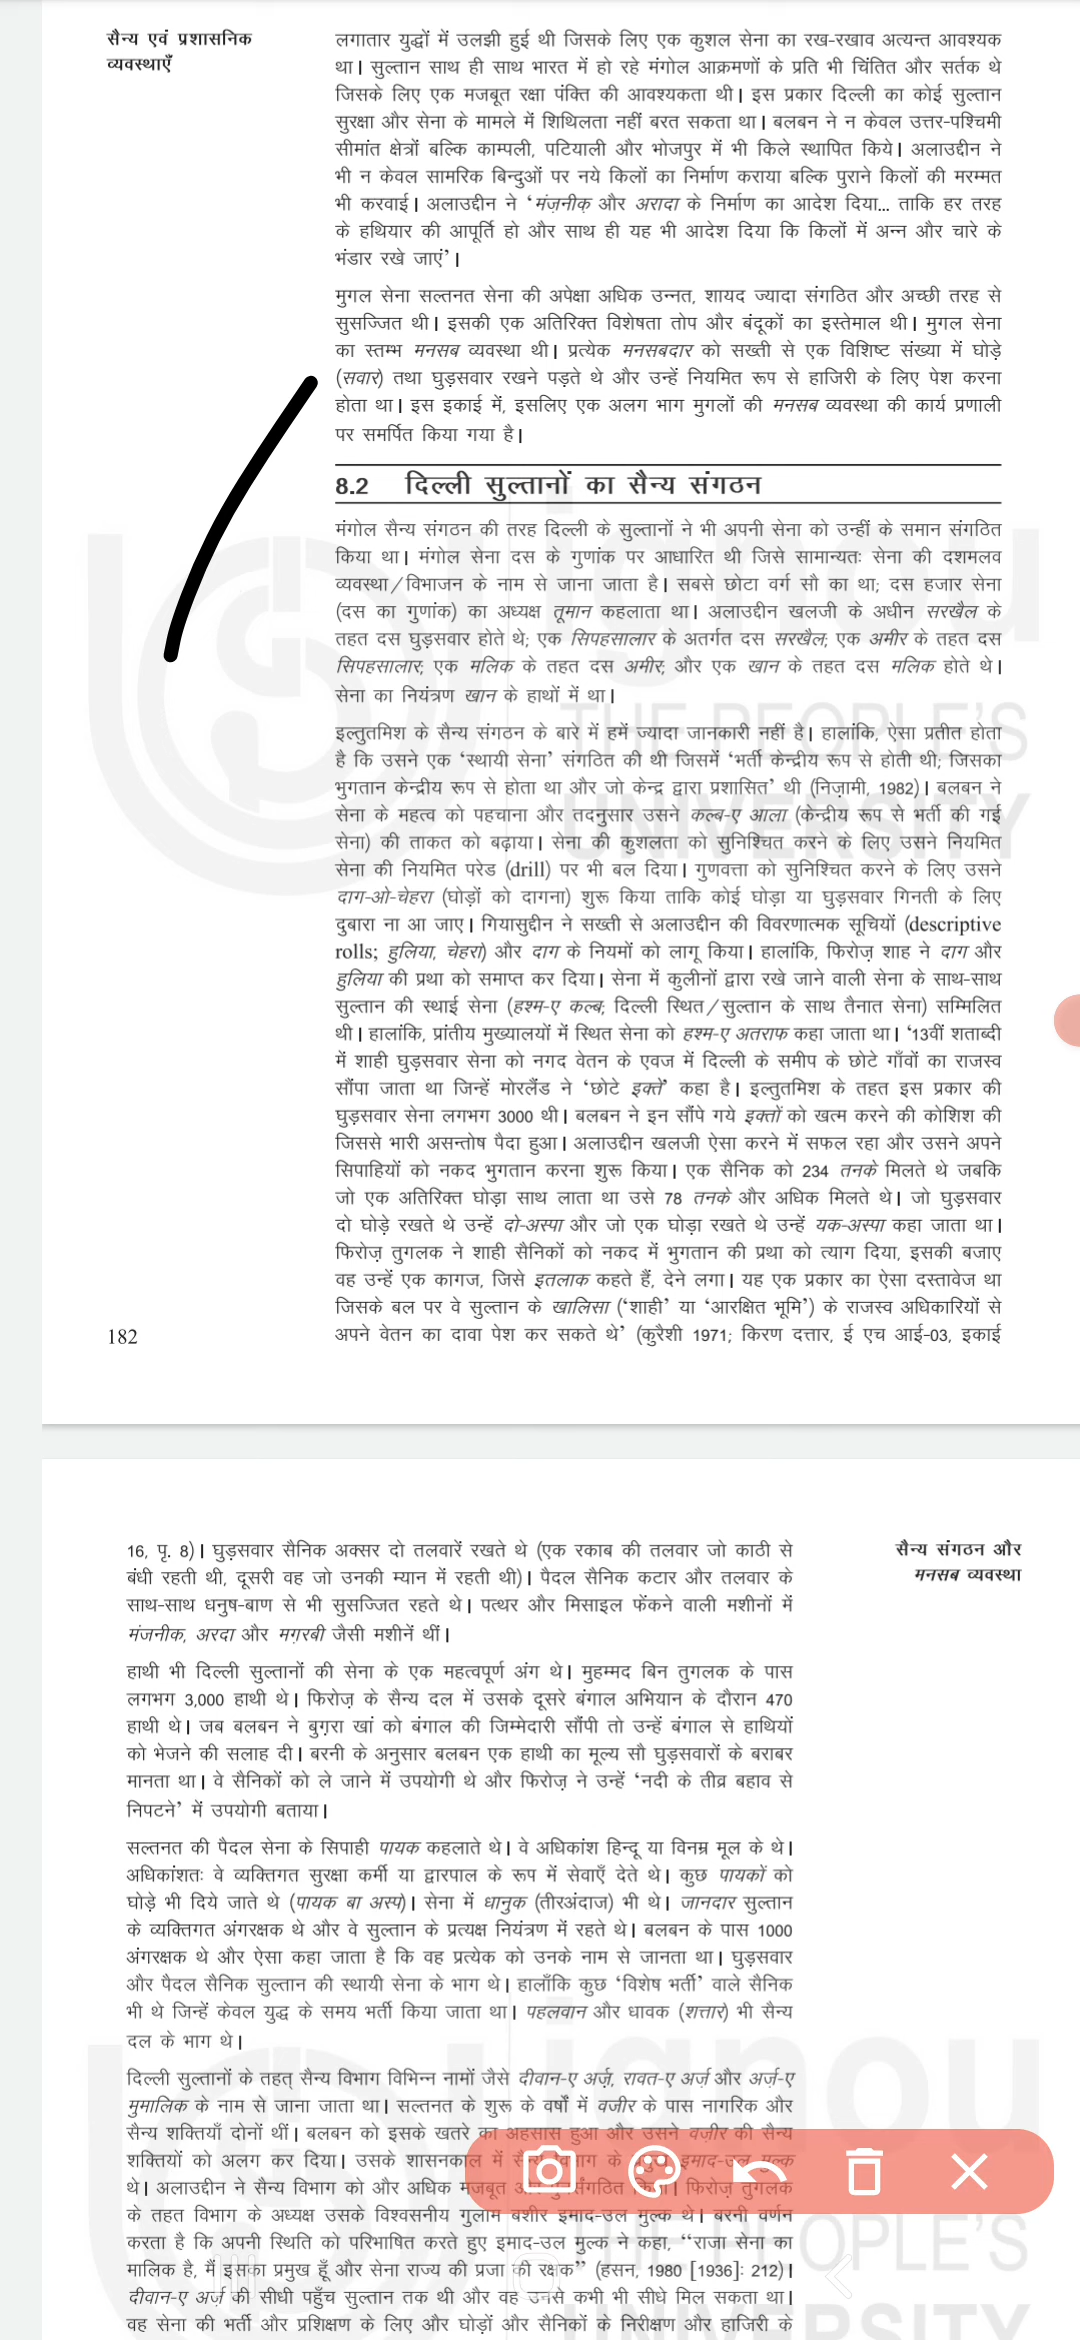 सैन्य एवं प्रशासनिक
व्यवस्थाएँ
लगातार युद्धों में उलझी हुई थी जिसके लिए एक कुशल सेना का रख-रखाव अत्यन्त आवश्यक
था। सुल्तान साथ ही साथ भारत में हो रहे मंगोल आक्रमणों के प्रति भी चिंतित और सर्तक थे
जिसके लिए एक मजबूत रक्षा पंक्ति की आवश्यकता थी। इस प्रकार दिल्ली का कोई सुल्तान
सुरक्षा और सेना के मामले में शिथिलता नहीं बरत सकता था। बलबन ने न केवल उत्तर-पश्चिमी
सीमांत क्षेत्रों बल्कि काम्पली, पटियाली और भोजपुर में भी किले स्थापित किये। अलाउद्दीन ने
भी न केवल सामरिक बिन्दुओं पर नये किलों का निर्माण कराया बल्कि पुराने किलों की मरम्मत
भी करवाई। अलाउद्दीन ने ‘मंज़नीक़ और अरादा के निर्माण का आदेश दिया... ताकि हर तरह
के हथियार की आपूर्ति हो और साथ ही यह भी आदेश दिया कि किलों में अन्न और चारे के
भंडार रखे जाएं’।
मुगल सेना सल्तनत सेना की अपेक्षा अधिक उन्नत, शायद ज्यादा संगठित और अच्छी तरह से
सुसज्जित थी। इसकी एक अतिरिक्त विशेषता तोप और बंदूकों का इस्तेमाल थी। मुगल सेना
का स्तम्भ मनसब व्यवस्था थी। प्रत्येक मनसबदार को सख्ती से एक विशिष्ट संख्या में घोड़े
(सवार) तथा घुड़सवार रखने पड़ते थे और उन्हें नियमित रूप से हाजिरी के लिए पेश करना
होता था। इस इकाई में, इसलिए एक अलग भाग मुगलों की मनसब व्यवस्था की कार्य प्रणाली
पर समर्पित किया गया है।
8.2 दिल्ली सुल्तानों का सैन्य संगठन
मंगोल सैन्य संगठन की तरह दिल्ली के सुल्तानों ने भी अपनी सेना को उन्हीं के समान संगठित
किया था। मंगोल सेना दस के गुणांक पर आधारित थी जिसे सामान्यतः सेना की दशमलव
व्यवस्था/विभाजन के नाम से जाना जाता है। सबसे छोटा वर्ग सौ का था; दस हजार सेना
(दस का गुणांक) का अध्यक्ष तूमान कहलाता था। अलाउद्दीन खलजी के अधीन सरखैल के
तहत दस घुड़सवार होते थे; एक सिपहसालार के अतर्गत दस सरखैल; एक अमीर के तहत दस
सिपहसालार; एक मलिक के तहत दस अमीर; और एक खान के तहत दस मलिक होते थे।
सेना का नियंत्रण खान के हाथों में था।
इल्तुतमिश के सैन्य संगठन के बारे में हमें ज्यादा जानकारी नहीं है। हालांकि, ऐसा प्रतीत होता
है कि उसने एक ‘स्थायी सेना’ संगठित की थी जिसमें ‘भर्ती केन्द्रीय रूप से होती थी; जिसका
भुगतान केन्द्रीय रूप से होता था और जो केन्द्र द्वारा प्रशासित’ थी (निज़ामी, 1982)। बलबन ने
सेना के महत्व को पहचाना और तदनुसार उसने कल्ब-ए आला (केन्द्रीय रूप से भर्ती की गई
सेना) की ताकत को बढ़ाया। सेना की कुशलता को सुनिश्चित करने के लिए उसने नियमित
सेना की नियमित परेड (drill) पर भी बल दिया। गुणवत्ता को सुनिश्चित करने के लिए उसने
दाग-ओ-चेहरा (घोड़ों को दागना) शुरू किया ताकि कोई घोड़ा या घुड़सवार गिनती के लिए
दुबारा ना आ जाए। गियासुद्दीन ने सख्ती से अलाउद्दीन की विवरणात्मक सूचियों (descriptive
rolls; हुलिया, चेहरा) और दाग के नियमों को लागू किया। हालांकि, फिरोज़ शाह ने दाग और
हुलिया की प्रथा को समाप्त कर दिया। सेना में कुलीनों द्वारा रखे जाने वाली सेना के साथ-साथ
सुल्तान की स्थाई सेना (हश्म-ए कल्ब; दिल्ली स्थित/सुल्तान के साथ तैनात सेना) सम्मिलित
थी। हालांकि, प्रांतीय मुख्यालयों में स्थित सेना को हश्म-ए अतराफ कहा जाता था। ‘13वीं शताब्दी
में शाही घुड़सवार सेना को नगद वेतन के एवज में दिल्ली के समीप के छोटे गाँवों का राजस्व
सौंपा जाता था जिन्हें मोरलैंड ने ‘छोटे इक्तें’ कहा है। इल्तुतमिश के तहत इस प्रकार की
घुड़सवार सेना लगभग 3000 थी। बलबन ने इन सौंपे गये इक्तों को खत्म करने की कोशिश की
जिससे भारी असन्तोष पैदा हुआ। अलाउद्दीन खलजी ऐसा करने में सफल रहा और उसने अपने
सिपाहियों को नकद भुगतान करना शुरू किया। एक सैनिक को 234 तनके मिलते थे जबकि
जो एक अतिरिक्त घोड़ा साथ लाता था उसे 78 तनके और अधिक मिलते थे। जो घुड़सवार
दो घोड़े रखते थे उन्हें दो-अस्पा और जो एक घोड़ा रखते थे उन्हें यक-अस्पा कहा जाता था।
फिरोज़ तुगलक ने शाही सैनिकों को नकद में भुगतान की प्रथा को त्याग दिया, इसकी बजाए
वह उन्हें एक कागज, जिसे इतलाक कहते हैं, देने लगा। यह एक प्रकार का ऐसा दस्तावेज था
जिसके बल पर वे सुल्तान के खालिसा (‘शाही’ या ‘आरक्षित भूमि’) के राजस्व अधिकारियों से
अपने वेतन का दावा पेश कर सकते थे’ (कुरैशी 1971; किरण दत्तार, ई एच आई-03, इकाई
182
सैन्य संगठन और
मनसब व्यवस्था
16, पृ. 8)। घुड़सवार सैनिक अक्सर दो तलवारें रखते थे (एक रकाब की तलवार जो काठी से
बंधी रहती थी, दूसरी वह जो उनकी म्यान में रहती थी)। पैदल सैनिक कटार और तलवार के
साथ-साथ धनुष-बाण से भी सुसज्जित रहते थे। पत्थर और मिसाइल फेंकने वाली मशीनों में
मंजनीक, अरदा और मग़रबी जैसी मशीनें थीं।
हाथी भी दिल्ली सुल्तानों की सेना के एक महत्वपूर्ण अंग थे। मुहम्मद बिन तुगलक के पास
लगभग 3,000 हाथी थे। फिरोज़ के सैन्य दल में उसके दूसरे बंगाल अभियान के दौरान 470
हाथी थे। जब बलबन ने बुग़रा खां को बंगाल की जिम्मेदारी सौंपी तो उन्हें बंगाल से हाथियों
को भेजने की सलाह दी। बरनी के अनुसार बलबन एक हाथी का मूल्य सौ घुड़सवारों के बराबर
मानता था। वे सैनिकों को ले जाने में उपयोगी थे और फिरोज़ ने उन्हें ‘नदी के तीव्र बहाव से
निपटने’ में उपयोगी बताया।
सल्तनत की पैदल सेना के सिपाही पायक कहलाते थे। वे अधिकांश हिन्दू या विनम्र मूल के थे।
अधिकांशतः वे व्यक्तिगत सुरक्षा कर्मी या द्वारपाल के रूप में सेवाएँ देते थे। कुछ पायकों को
घोड़े भी दिये जाते थे (पायक बा अस्प)। सेना में धानुक (तीरअंदाज) भी थे। जानदार सुल्तान
के व्यक्तिगत अंगरक्षक थे और वे सुल्तान के प्रत्यक्ष नियंत्रण में रहते थे। बलबन के पास 1000
अंगरक्षक थे और ऐसा कहा जाता है कि वह प्रत्येक को उनके नाम से जानता था। घुड़सवार
और पैदल सैनिक सुल्तान की स्थायी सेना के भाग थे। हालाँकि कुछ ‘विशेष भर्ती’ वाले सैनिक
भी थे जिन्हें केवल युद्ध के समय भर्ती किया जाता था। पहलवान और धावक (शत्तार) भी सैन्य
दल के भाग थे।
दिल्ली सुल्तानों के तहत् सैन्य विभाग विभिन्न नामों जैसे दीवान-ए अर्ज़, रावत-ए अर्ज़ और अर्ज़-ए
मुमालिक के नाम से जाना जाता था। सल्तनत के शुरू के वर्षों में वजीर के पास नागरिक और
सैन्य शक्तियाँ दोनों थीं। बलबन को इसके खतरे का अहसास हुआ और उसने वज़ीर की सैन्य
शक्तियों को अलग कर दिया। उसके शासनकाल में सैन्य विभाग के प्रमुख इमाद-उल मुल्क
थे। अलाउद्दीन ने सैन्य विभाग को और अधिक मजबूत और सुसंगठित किया। फिरोज़ तुगलक
के तहत विभाग के अध्यक्ष उसके विश्वसनीय गुलाम बशीर इमाद-उल मुल्क थे। बरनी वर्णन
करता है कि अपनी स्थिति को परिभाषित करते हुए इमाद-उल मुल्क ने कहा, “राजा सेना का
मालिक है, मैं इसका प्रमुख हूँ और सेना राज्य की प्रजा की रक्षक” (हसन, 1980 [1936]: 212)।
दीवान-ए अर्ज़ की सीधी पहुँच सुल्तान तक थी और वह उनसे कभी भी सीधे मिल सकता था।
वह सेना की भर्ती और प्रशिक्षण के लिए और घोड़ों और सैनिकों के निरीक्षण और हाजिरी के
ignou
THE PEOPLE'S
UNIVERSITY
ignou
THE PEOPLE'S
UNIVERSITY